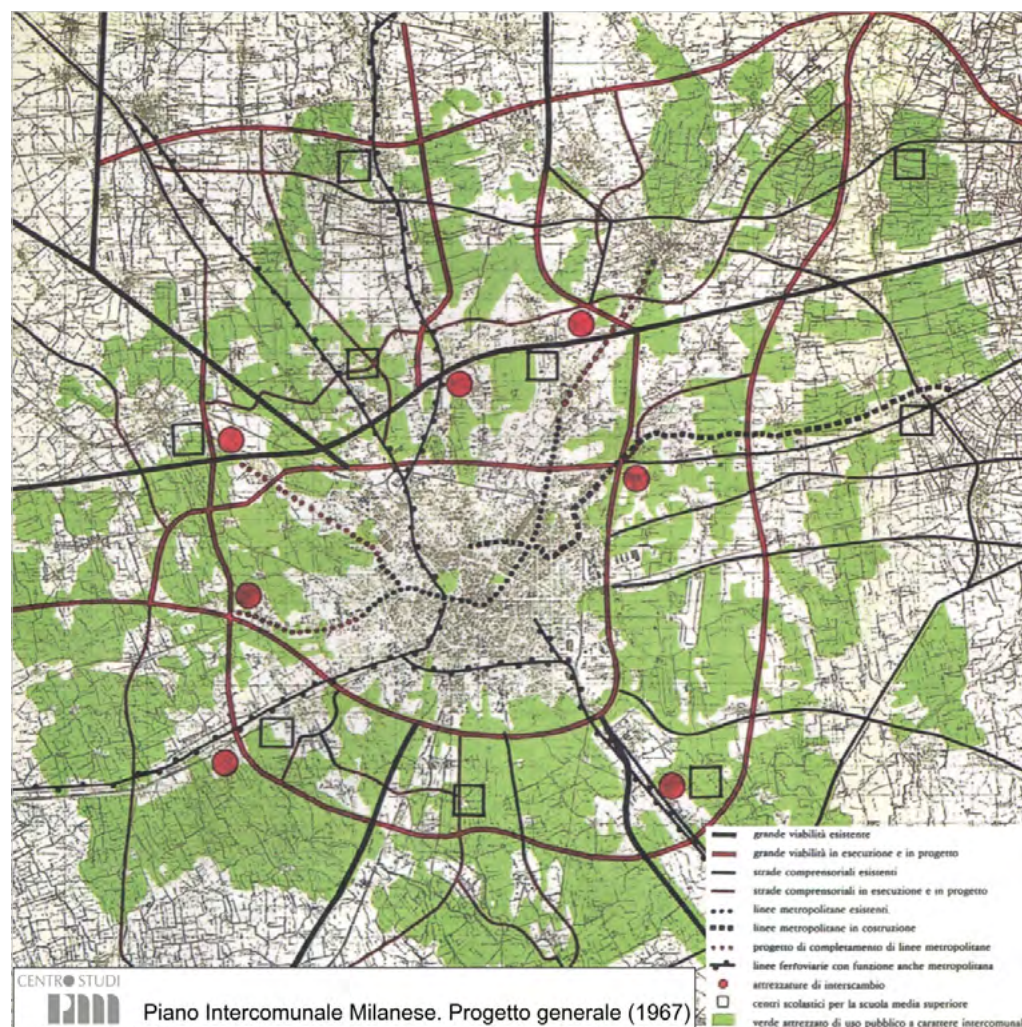 grande viabilità esistente
grande viabilità in esecuzione e in progetto
strade comprensoriali esistenti
strade comprensoriali in esecuzione e in progetto
linee metropolitane esistenti
linee metropolitane in costruzione
progetto di completamento di linee metropolitane
linee ferroviarie con funzione anche metropolitana
attrezzature di interscambio
centri scolastici per la scuola media superiore
verde attrezzato di uso pubblico a carattere intercomunale
CENTRO STUDI
PIM
Piano Intercomunale Milanese. Progetto generale (1967)